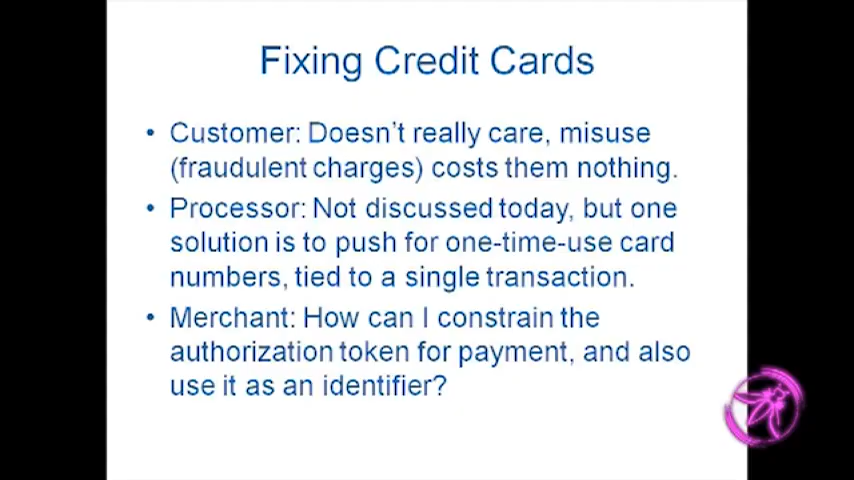 Fixing Credit Cards
• Customer: Doesn't really care, misuse
(fraudulent charges) costs them nothing.
• Processor: Not discussed today, but one
solution is to push for one-time-use card
numbers, tied to a single transaction.
• Merchant: How can I constrain the
authorization token for payment, and also
use it as an identifier?